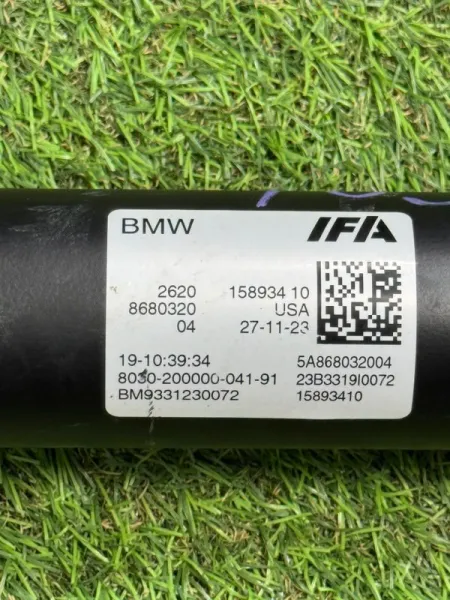 BMW IFA
2620 158934 10
8680320 USA
04 27-11-23
19-10:39:34 5A868032004
8030-200000-041-91 23B3319I0072
BM9331230072 15893410